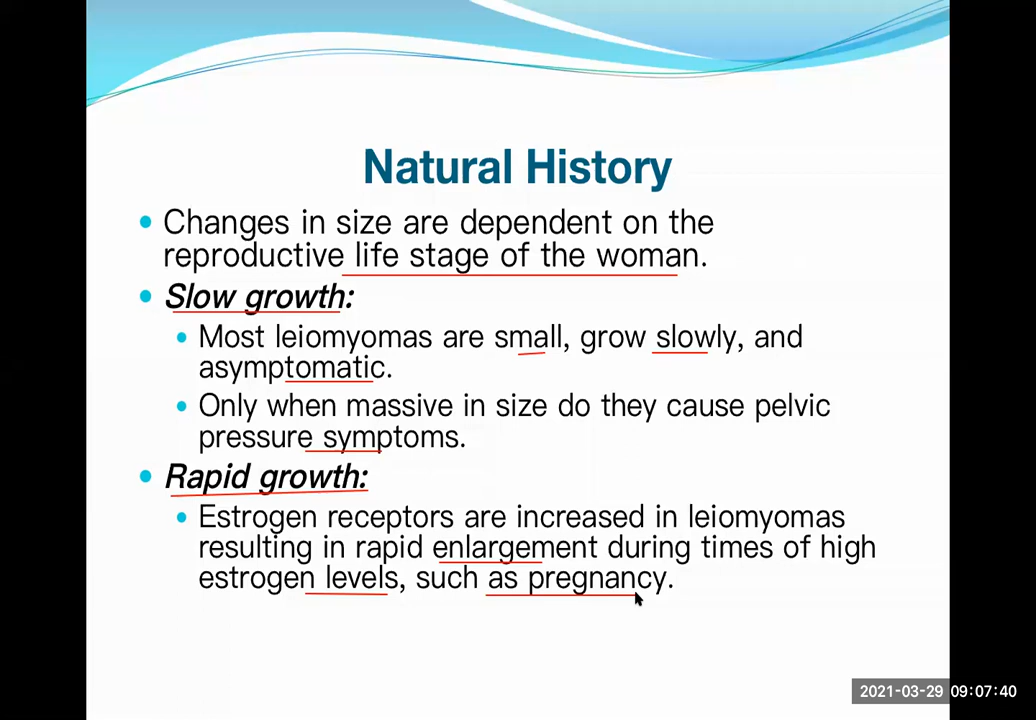 Natural History
• Changes in size are dependent on the
reproductive life stage of the woman.
• Slow growth:
• Most leiomyomas are small, grow slowly, and
asymptomatic.
• Only when massive in size do they cause pelvic
pressure symptoms.
• Rapid growth:
• Estrogen receptors are increased in leiomyomas
resulting in rapid enlargement during times of high
estrogen levels, such as pregnancy.
2021-03-29 09:07:40